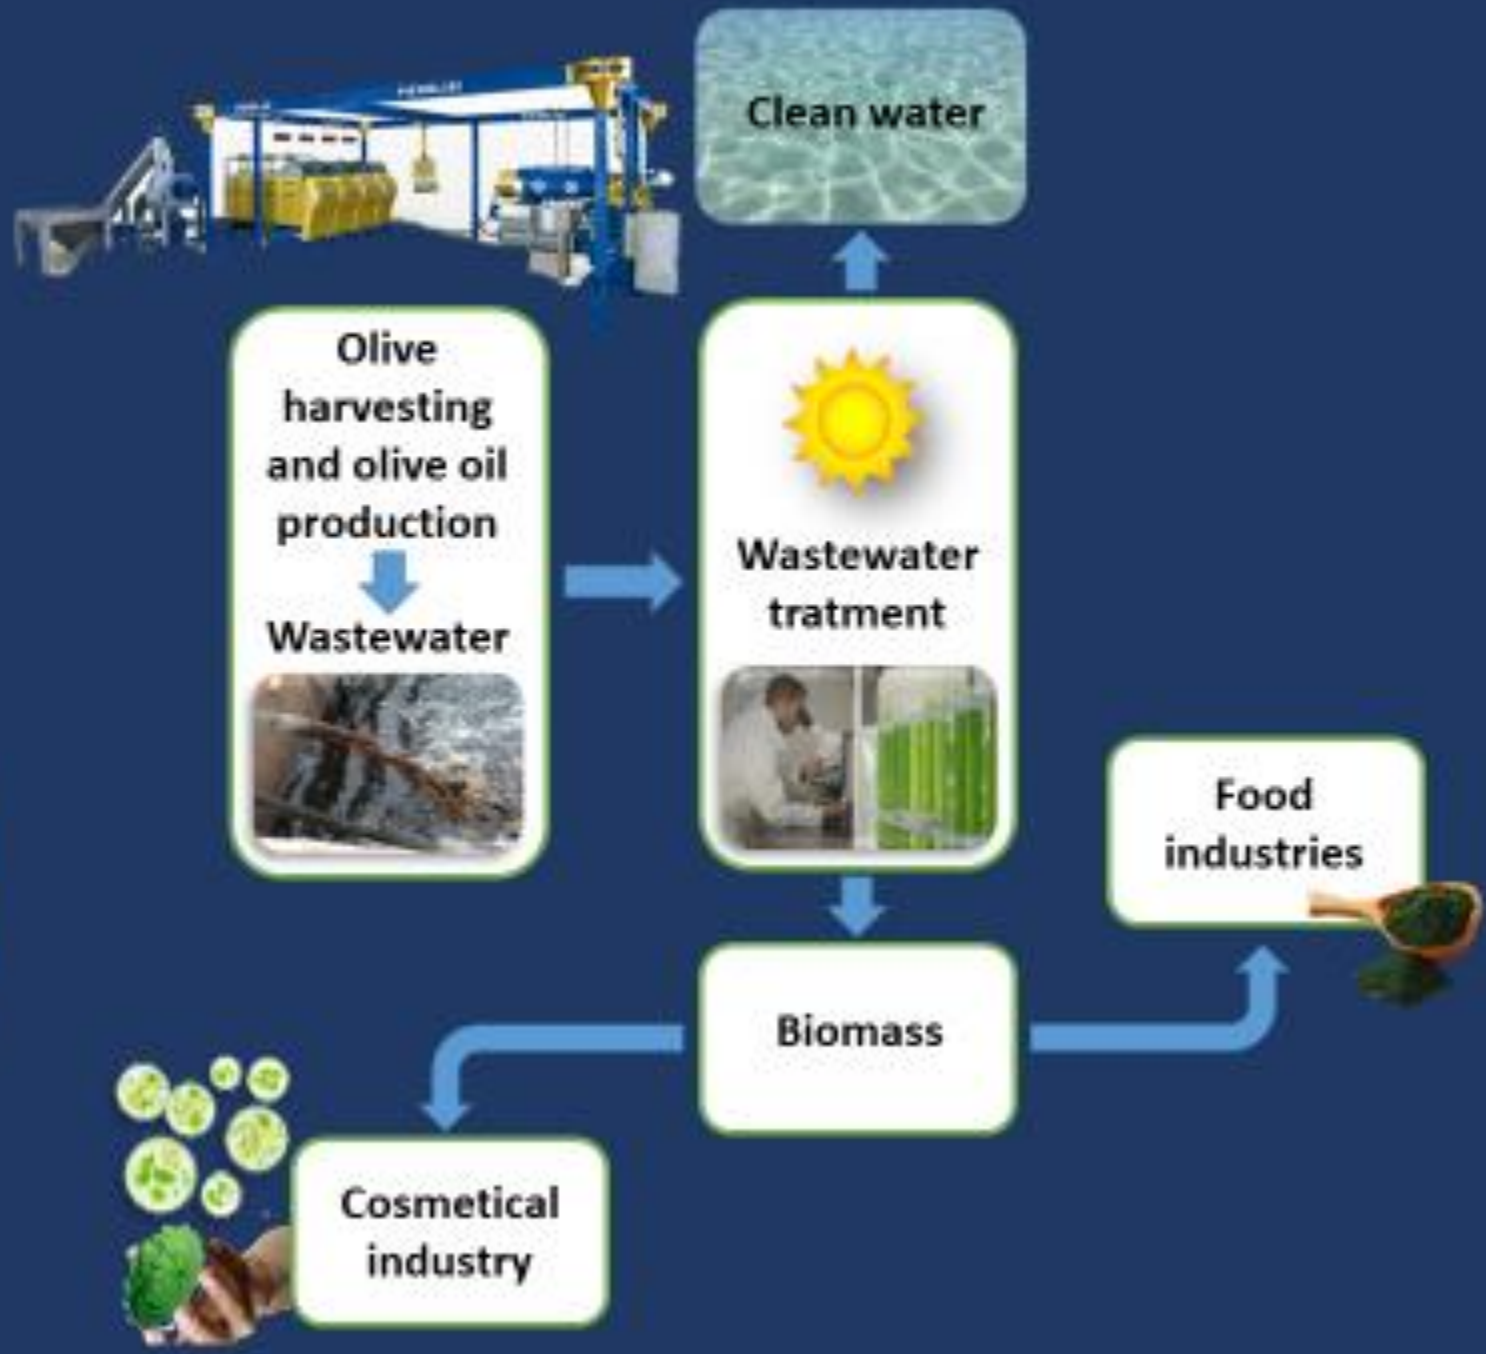 Clean water
Olive
harvesting
and olive oil
production
Wastewater
Wastewater
tratment
Food
industries
Biomass
Cosmetical
industry